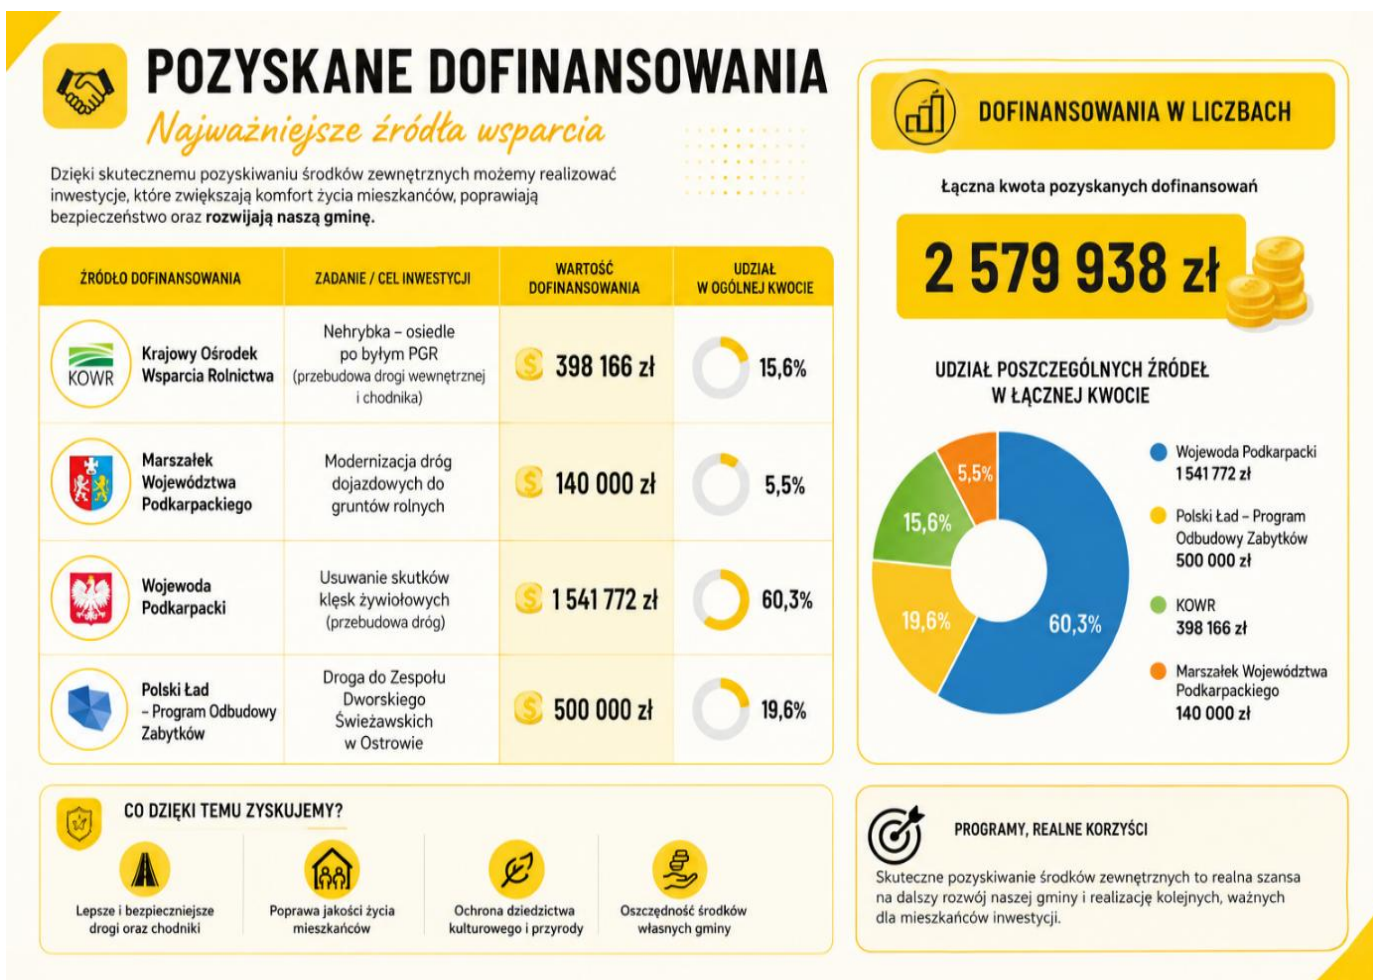 POZYSKANE DOFINANSOWANIA
Najważniejsze źródła wsparcia
Dzięki skutecznemu pozyskiwaniu środków zewnętrznych możemy realizować
inwestycje, które zwiększają komfort życia mieszkańców, poprawiają
bezpieczeństwo oraz rozwijają naszą gminę.
ŹRÓDŁO DOFINANSOWANIA
ZADANIE / CEL INWESTYCJI
WARTOŚĆ
DOFINANSOWANIA
UDZIAŁ
W OGÓLNEJ KWOCIE
KOWR
Krajowy Ośrodek
Wsparcia Rolnictwa
Nehrybka – osiedle
po byłym PGR
(przebudowa drogi wewnętrznej
i chodnika)
398 166 zł
15,6%
Marszałek
Województwa
Podkarpackiego
Modernizacja dróg
dojazdowych do
gruntów rolnych
140 000 zł
5,5%
Wojewoda
Podkarpacki
Usuwanie skutków
klęsk żywiołowych
(przebudowa dróg)
1 541 772 zł
60,3%
Polski Ład
– Program Odbudowy
Zabytków
Droga do Zespołu
Dworskiego
Świeżawskich
w Ostrowie
500 000 zł
19,6%
DOFINANSOWANIA W LICZBACH
Łączna kwota pozyskanych dofinansowań
2 579 938 zł
UDZIAŁ POSZCZEGÓLNYCH ŹRÓDEŁ
W ŁĄCZNEJ KWOCIE
5,5%
15,6%
19,6%
60,3%
Wojewoda Podkarpacki
1 541 772 zł
Polski Ład – Program
Odbudowy Zabytków
500 000 zł
KOWR
398 166 zł
Marszałek Województwa
Podkarpackiego
140 000 zł
CO DZIĘKI TEMU ZYSKUJEMY?
Lepsze i bezpieczniejsze
drogi oraz chodniki
Poprawa jakości życia
mieszkańców
Ochrona dziedzictwa
kulturowego i przyrody
Oszczędność środków
własnych gminy
PROGRAMY, REALNE KORZYŚCI
Skuteczne pozyskiwanie środków zewnętrznych to realna szansa
na dalszy rozwój naszej gminy i realizację kolejnych, ważnych
dla mieszkańców inwestycji.